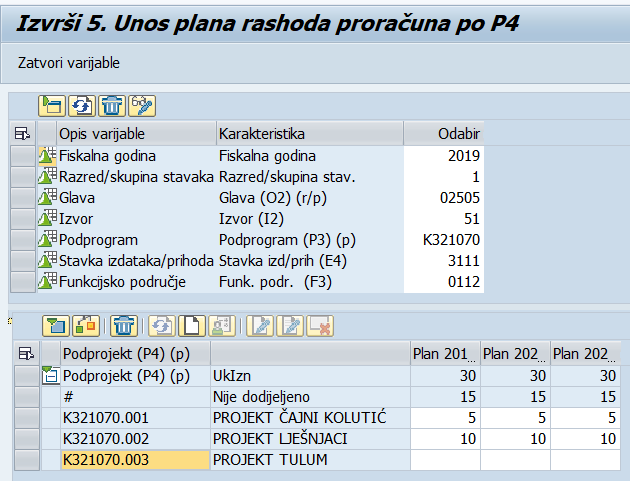 Izvrši 5. Unos plana rashoda proračuna po P4
Zatvori varijable
Opis varijable Karakteristika Odabir
Fiskalna godina Fiskalna godina 2019
Razred/skupina stavaka Razred/skupina stav. 1
Glava Glava (O2) (r/p) 02505
Izvor Izvor (I2) 51
Podprogram Podprogram (P3) (p) K321070
Stavka izdataka/prihoda Stavka izd/prih (E4) 3111
Funkcijsko područje Funk. podr. (F3) 0112
Podprojekt (P4) (p) Plan 201... Plan 202... Plan 202...
Podprojekt (P4) (p) UkIzn 30 30 30
# Nije dodijeljeno 15 15 15
K321070.001 PROJEKT ČAJNI KOLUTIĆ 5 5 5
K321070.002 PROJEKT LJEŠNJACI 10 10 10
K321070.003 PROJEKT TULUM